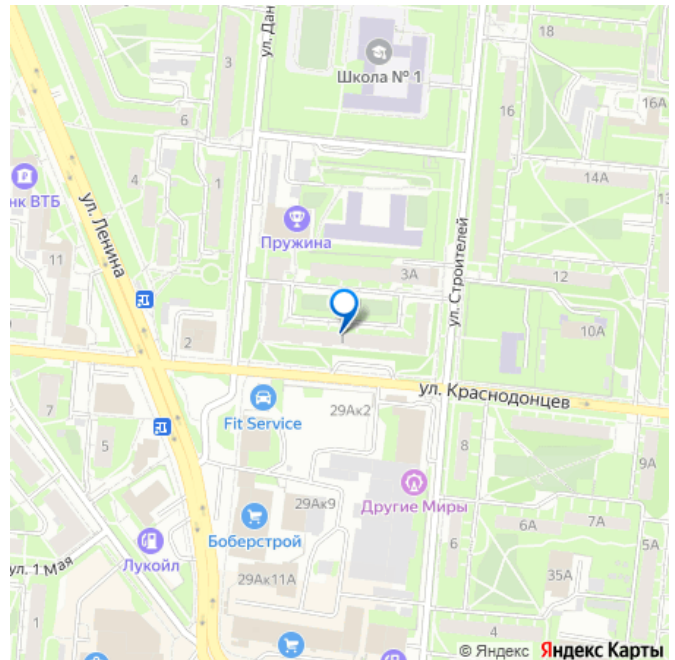 18
ул. Дан
3
Школа № 1
16А
16
6
14А
13
4
1
нк ВТБ
ул. Ленина
Пружина
11
ул. Строителей
3А
12
10А
2
ул. Краснодонцев
29Ак2
7
Fit Service
5
8
9А
Другие Миры
29Ак9
Боберстрой
6А
7А
5А
6
Лукойл
ул. 1 Мая
29Ак11А
35А
1
4
© Яндекс Яндекс Карты